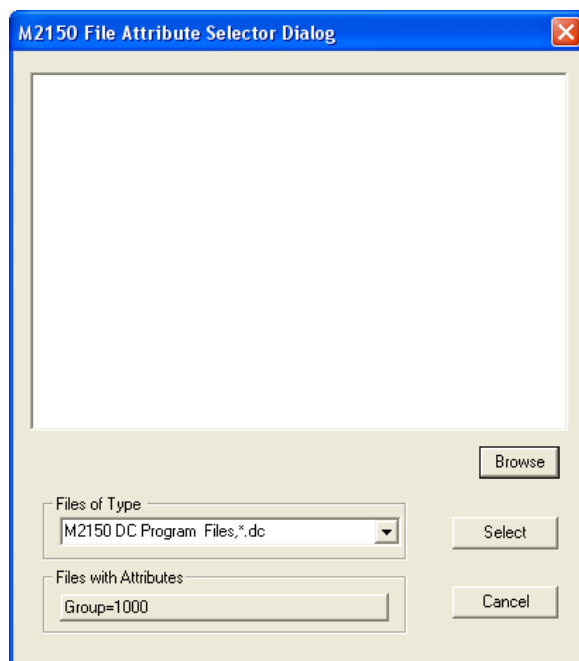 M2150 File Attribute Selector Dialog
Browse
Files of Type
M2150 DC Program  Files,*.dc
Select
Files with Attributes
Group=1000
Cancel